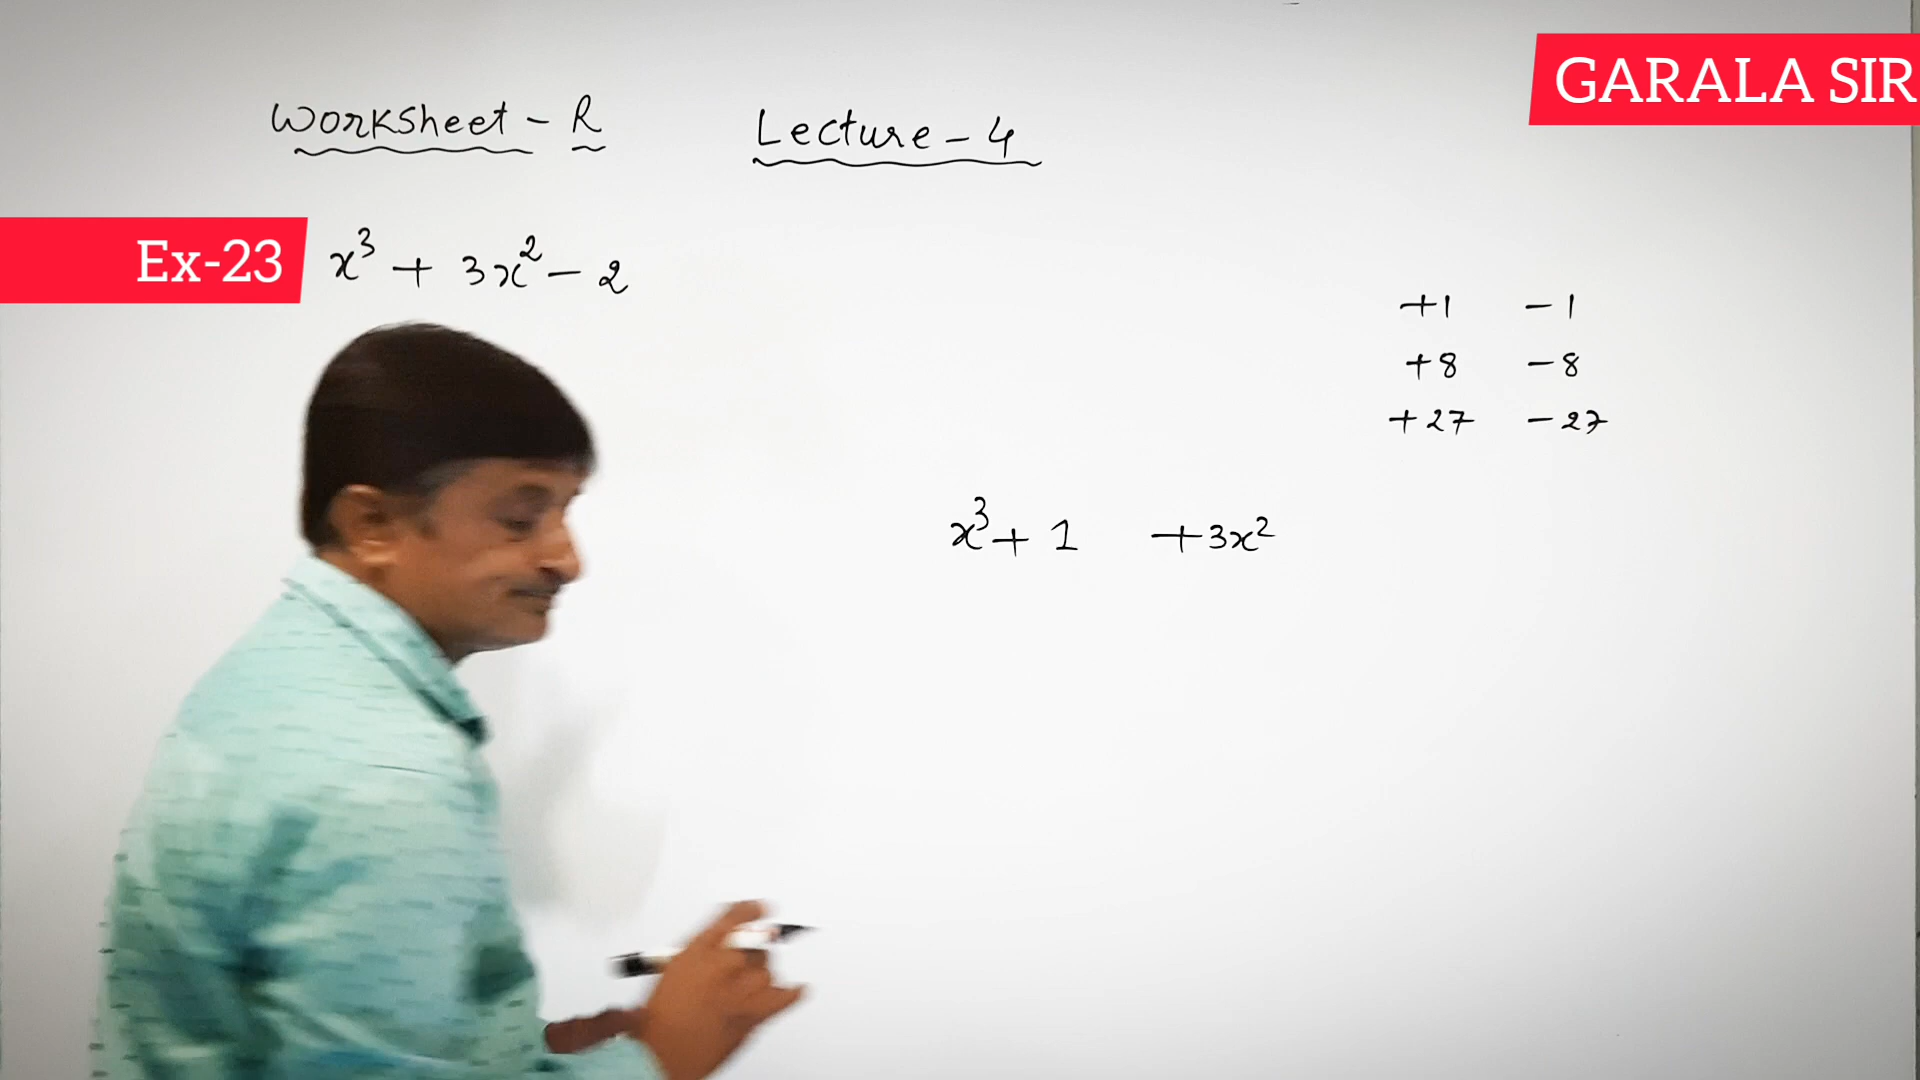 GARALA SIR
Worksheet - R Lecture - 4
Ex-23 x³ + 3x² - 2
+1 -1
+8 -8
+27 -27
x³ + 1 +3x²